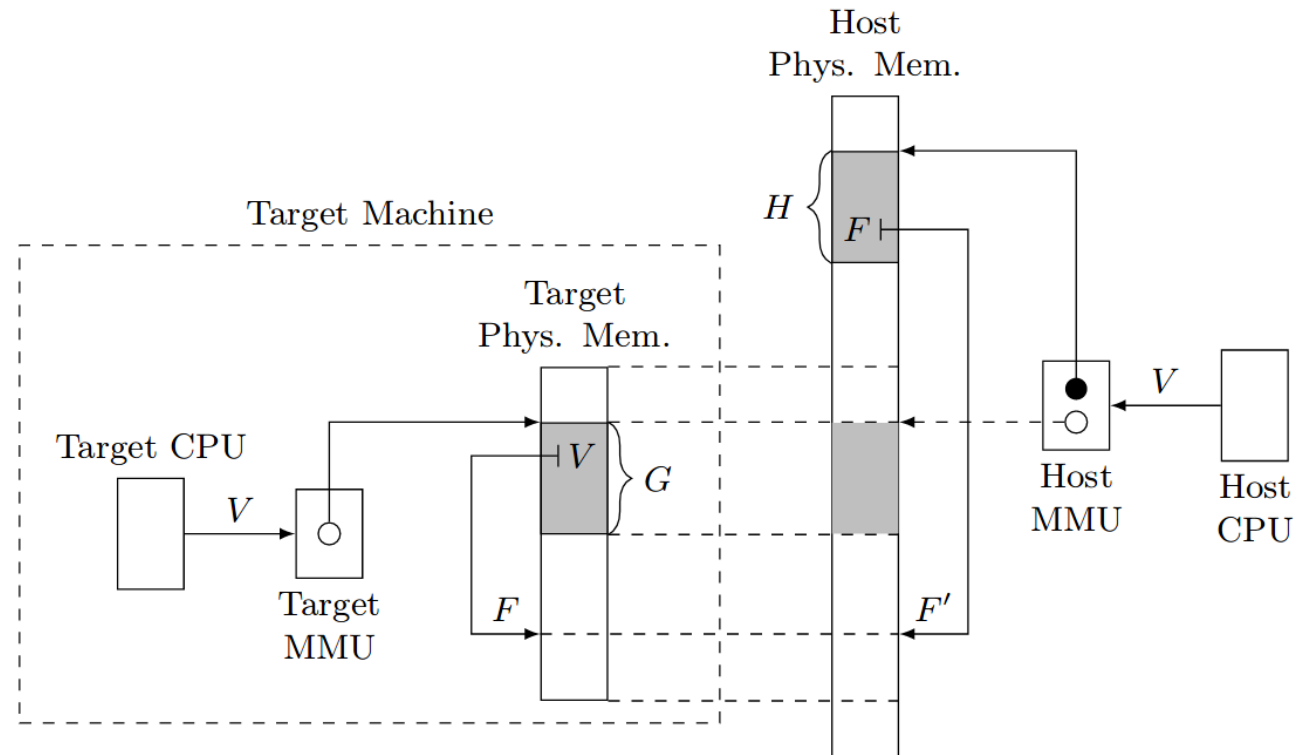 Host
Phys. Mem.
H
F
Target Machine
Target
Phys. Mem.
V
Target CPU
V
G
V
Host
MMU
Host
CPU
Target
MMU
F
F′